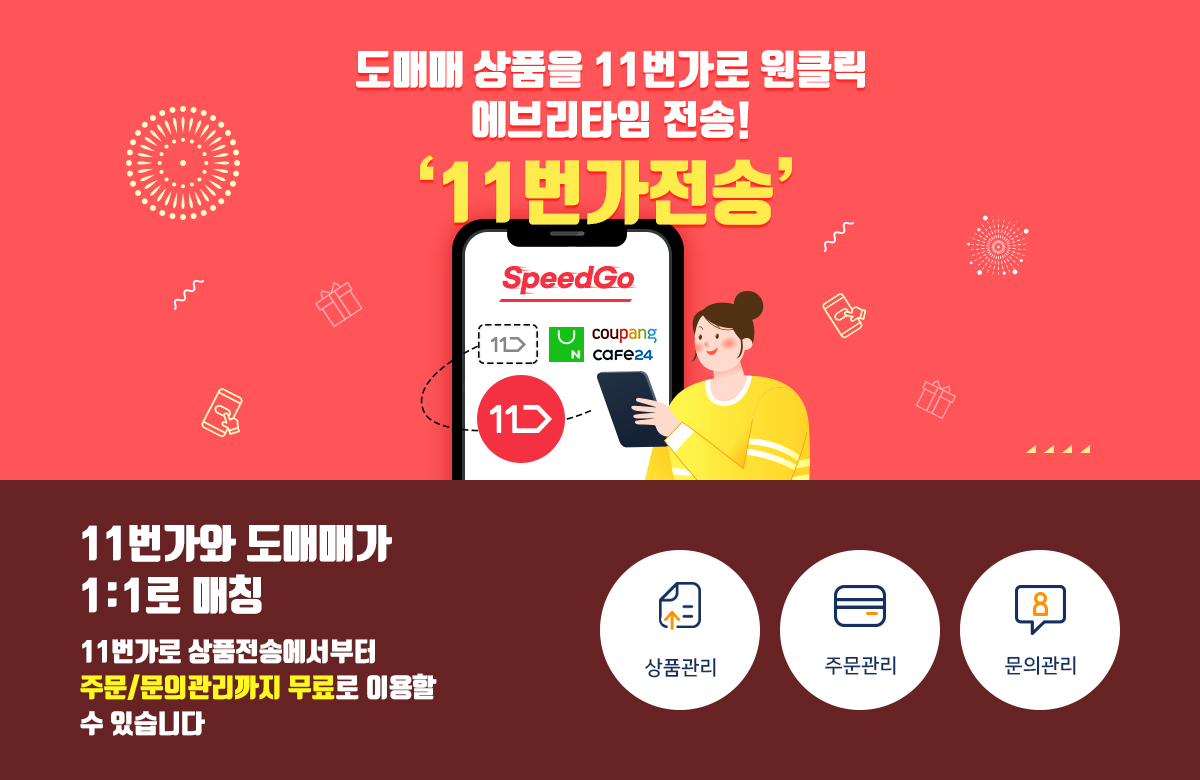 도매매 상품을 11번가로 원클릭
에브리타임 전송!
‘11번가전송’
SpeedGo
11
N
coupang
cafe24
11
11번가와 도매매가
1:1로 매칭
11번가로 상품전송에서부터
주문/문의관리까지 무료로 이용할
수 있습니다
상품관리
주문관리
문의관리